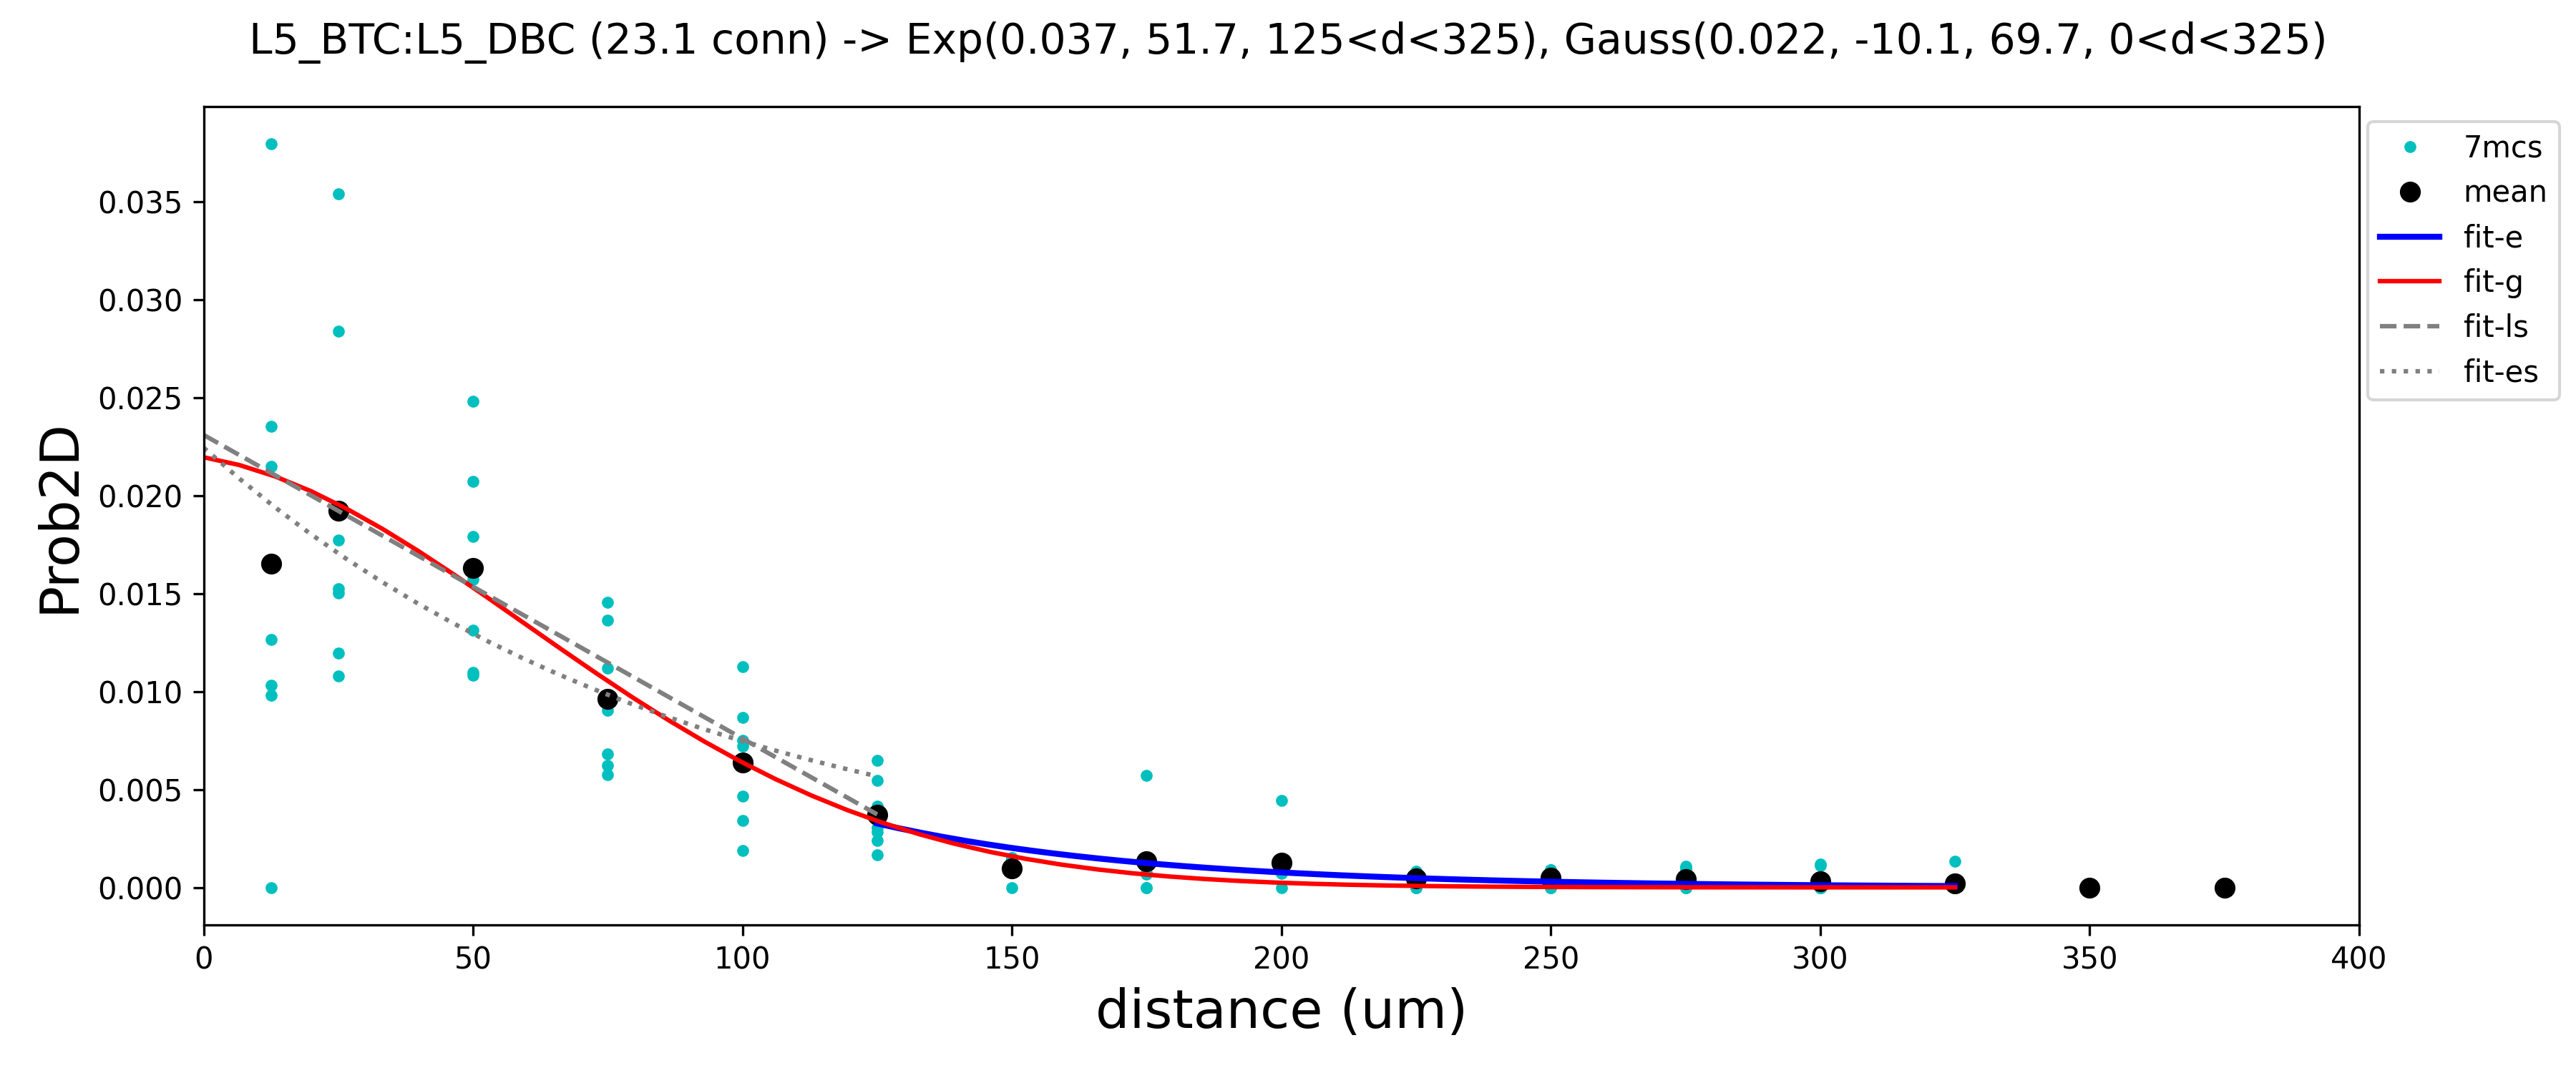 L5_BTC:L5_DBC (23.1 conn) -> Exp(0.037, 51.7, 125<d<325), Gauss(0.022, -10.1, 69.7, 0<d<325)
7mcs
mean
fit-e
fit-g
fit-ls
fit-es
Prob2D
0.035
0.030
0.025
0.020
0.015
0.010
0.005
0.000
0 50 100 150 200 250 300 350 400
distance (um)